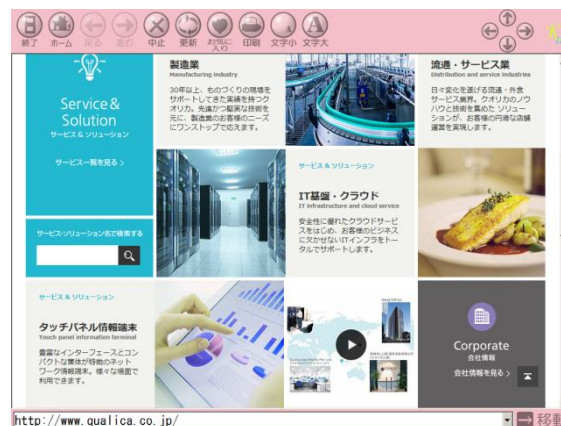 終了
ホーム
戻る
進む
中止
更新
お気に入り
印刷
文字小
文字大
Service &
Solution
サービス & ソリューション
サービス一覧を見る >
製造業
Manufacturing industry
30年以上、ものづくりの現場を
サポートしてきた実績を持つク
オリカ。先進かつ堅実な技術を
元に、製造業のお客様のニーズ
にワンストップで応えます。
流通・サービス業
Distribution and service industries
日々変化を遂げる流通・外食
サービス業界。クオリカのノウ
ハウと技術を集めた ソリュー
ションが、お客様の円滑な店舗
運営を実現します。
サービス & ソリューション
IT基盤・クラウド
IT infrastructure and cloud service
安全性に優れたクラウドサービ
スをはじめ、お客様のビジネス
に欠かせないITインフラをトー
タルでサポートします。
サービス・ソリューション名で検索する
サービス & ソリューション
タッチパネル情報端末
Touch panel information terminal
豊富なインターフェースとコン
パクトな筐体が特徴のネット
ワーク情報端末。様々な場面で
利用できます。
Head Office
Corporate
会社情報
会社情報を見る >
http://www.qualica.co.jp/
移動